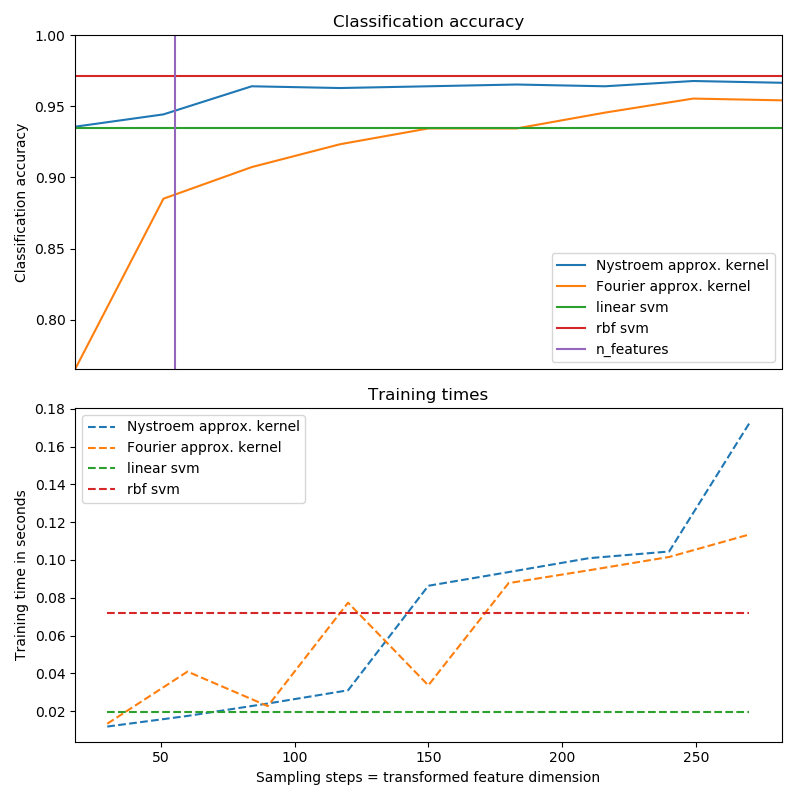 Classification accuracy
1.00
0.95
0.90
0.85
0.80
Classification accuracy
Nystroem approx. kernel
Fourier approx. kernel
linear svm
rbf svm
n_features
Training times
0.18
0.16
0.14
0.12
0.10
0.08
0.06
0.04
0.02
Training time in seconds
Nystroem approx. kernel
Fourier approx. kernel
linear svm
rbf svm
50 100 150 200 250
Sampling steps = transformed feature dimension